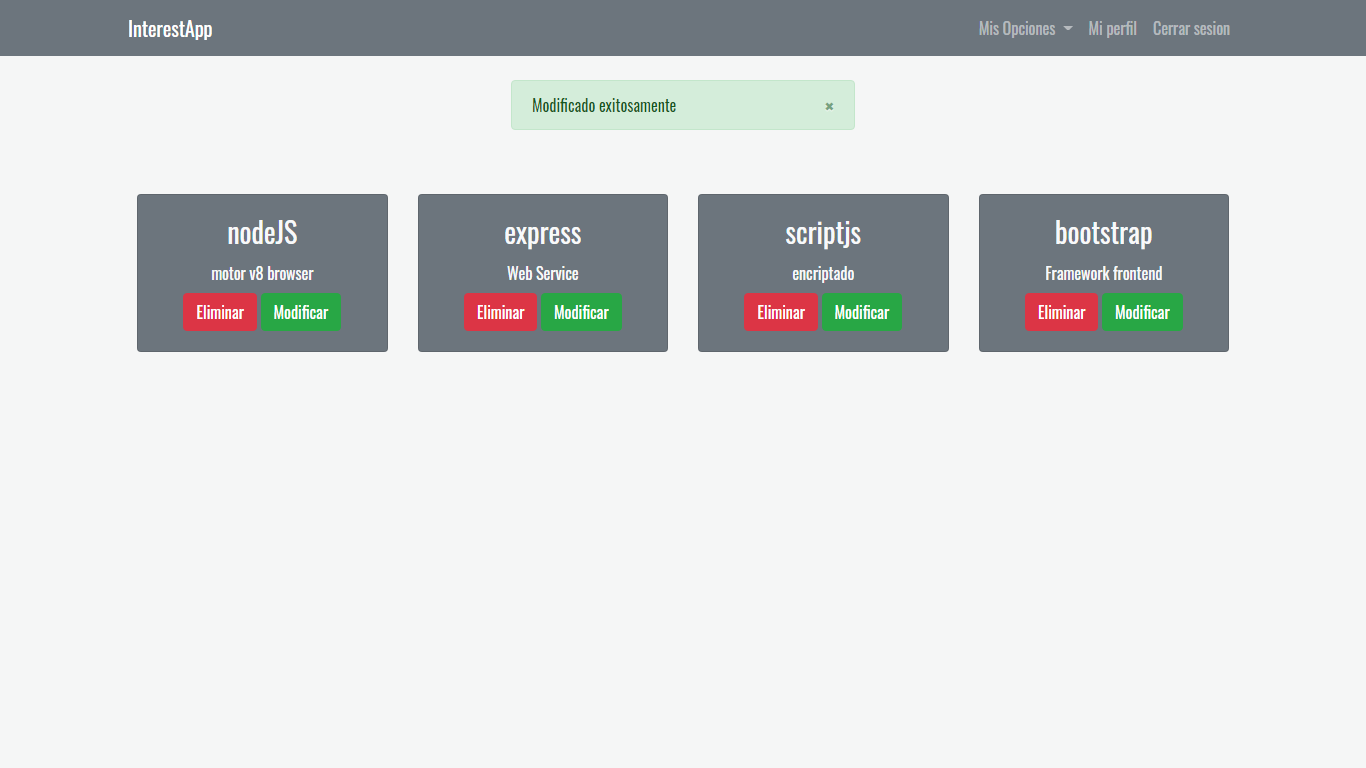 InterestApp Mis Opciones Mi perfil Cerrar sesion
Modificado exitosamente ×
nodeJS
motor v8 browser
Eliminar Modificar
express
Web Service
Eliminar Modificar
scriptjs
encriptado
Eliminar Modificar
bootstrap
Framework frontend
Eliminar Modificar